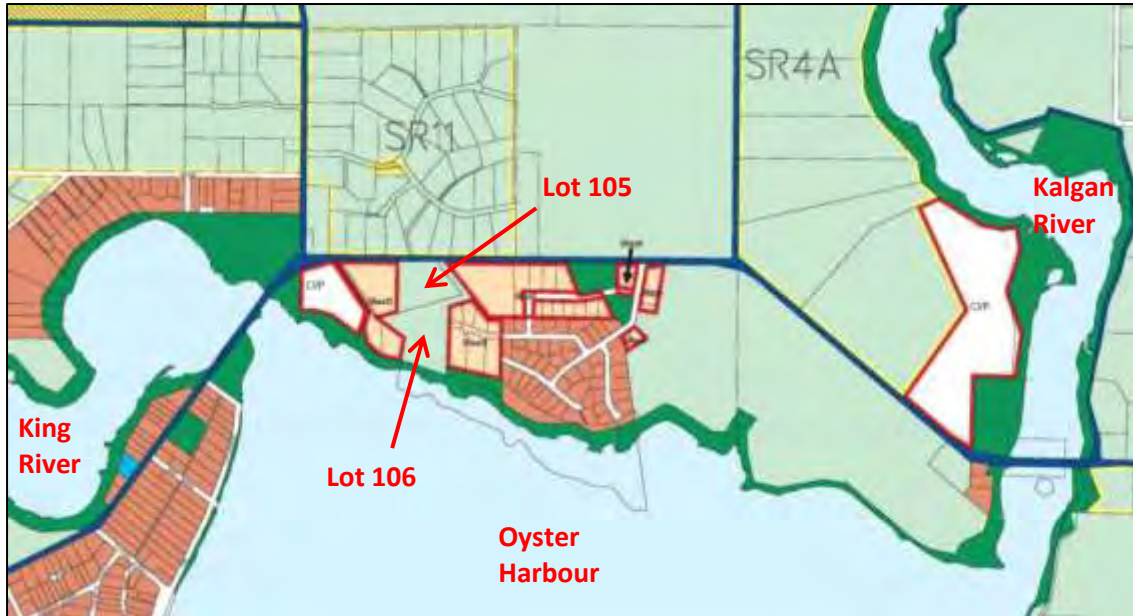 SR4A
SR11
Lot 105
Kalgan
River
King
River
Lot 106
Oyster
Harbour